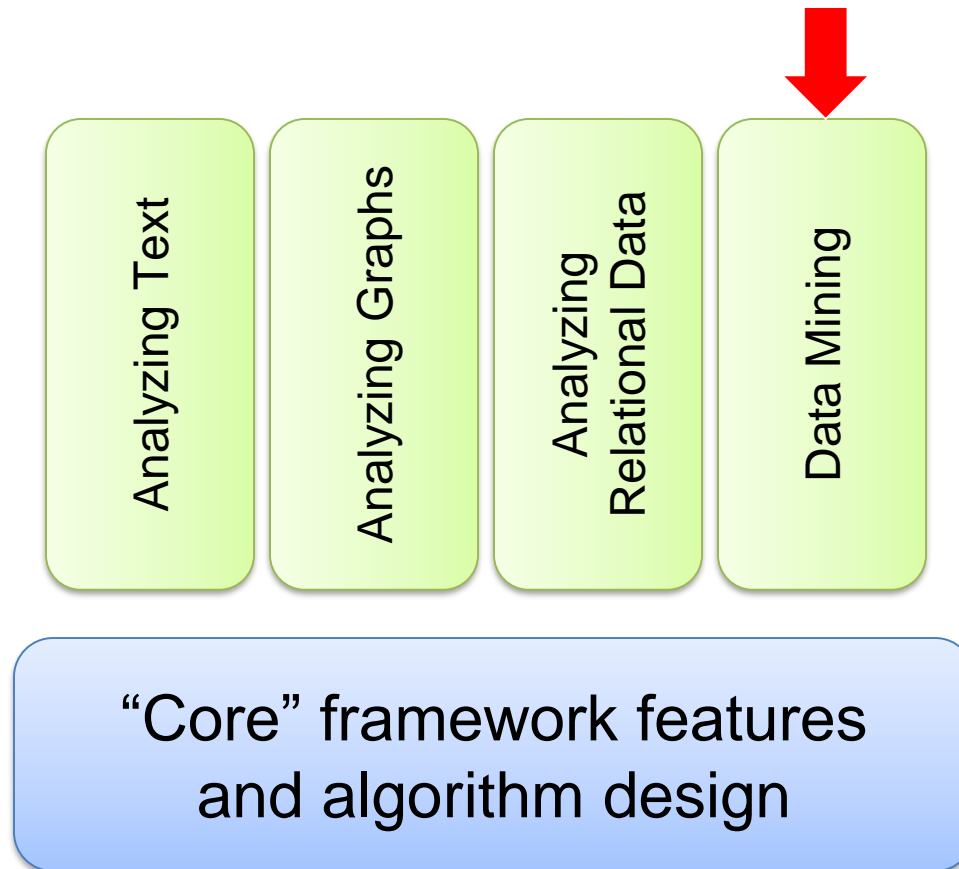 Analyzing Text
Analyzing Graphs
Analyzing
Relational Data
Data Mining
“Core” framework features
and algorithm design